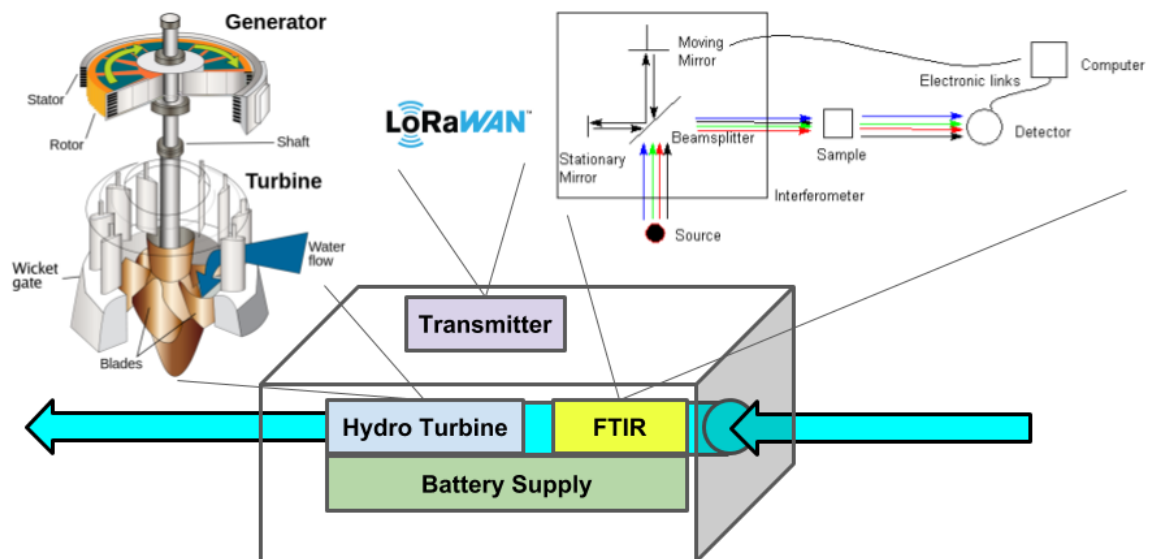 Generator
Stator
Rotor
Shaft
Turbine
Water
flow
Wicket
gate
Blades
LoRaWAN™
Moving
Mirror
Computer
Electronic links
Beamsplitter
Detector
Stationary
Mirror
Sample
Interferometer
Source
Transmitter
Hydro Turbine
FTIR
Battery Supply